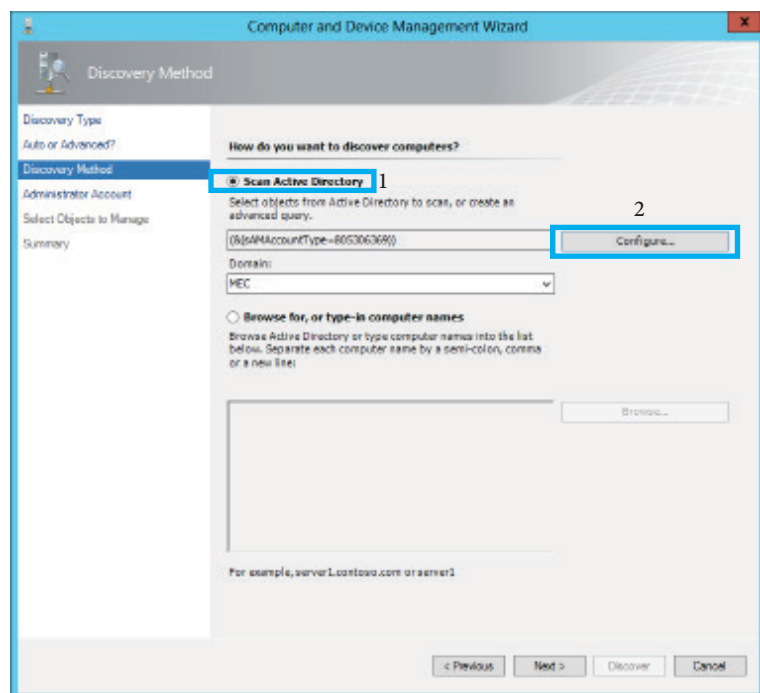 Computer and Device Management Wizard
x
Discovery Method
Discovery Type
Auto or Advanced?
Discovery Method
Administrator Account
Select Objects to Manage
Summary
How do you want to discover computers?
Scan Active Directory
1
Select objects from Active Directory to scan, or create an
advanced query.
2
(&(sAMAccountType=805306369))
Configure...
Domain:
MEC
Browse for, or type-in computer names
Browse Active Directory or type computer names into the list
below. Separate each computer name by a semi-colon, comma
or a new line:
Browse...
For example, server1.contoso.com or server1
< Previous
Next >
Discover
Cancel